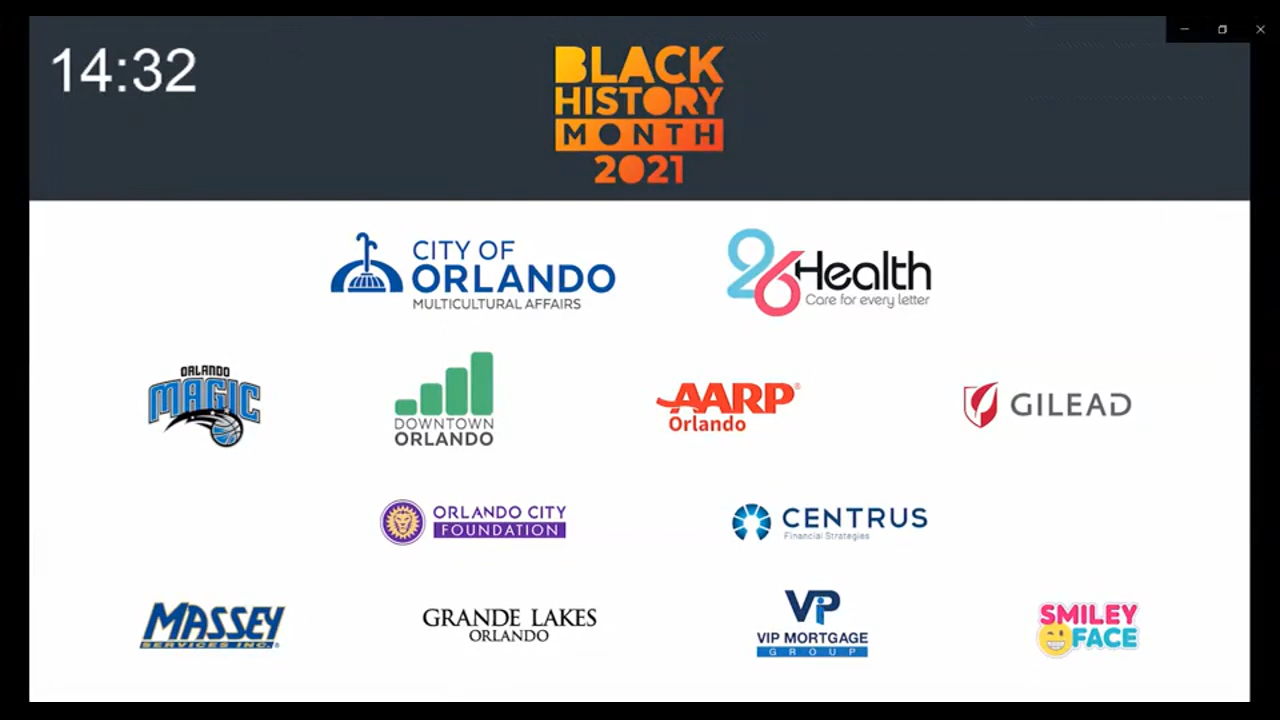 14:32
BLACK
HISTORY
MONTH
2021
CITY OF
ORLANDO
MULTICULTURAL AFFAIRS
26Health
Care for every letter
ORLANDO
MAGIC
DOWNTOWN
ORLANDO
AARP®
Orlando
GILEAD
ORLANDO CITY
FOUNDATION
CENTRUS
Financial Strategies
MASSEY
SERVICES INC.®
GRANDE LAKES
ORLANDO
VIP
VIP MORTGAGE
GROUP
SMILEY
FACE